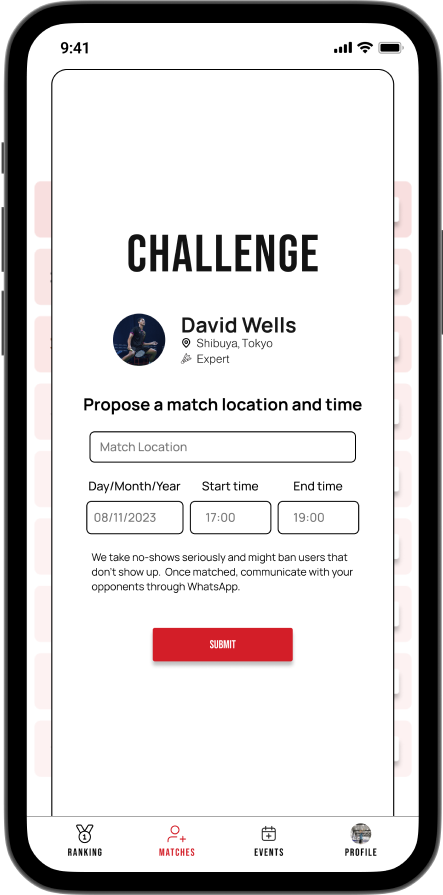 9:41
CHALLENGE
David Wells
Shibuya, Tokyo
Expert
Propose a match location and time
Match Location
Day/Month/Year Start time End time
08/11/2023 17:00 19:00
We take no-shows seriously and might ban users that
don't show up. Once matched, communicate with your
opponents through WhatsApp.
SUBMIT
1
RANKING MATCHES EVENTS PROFILE